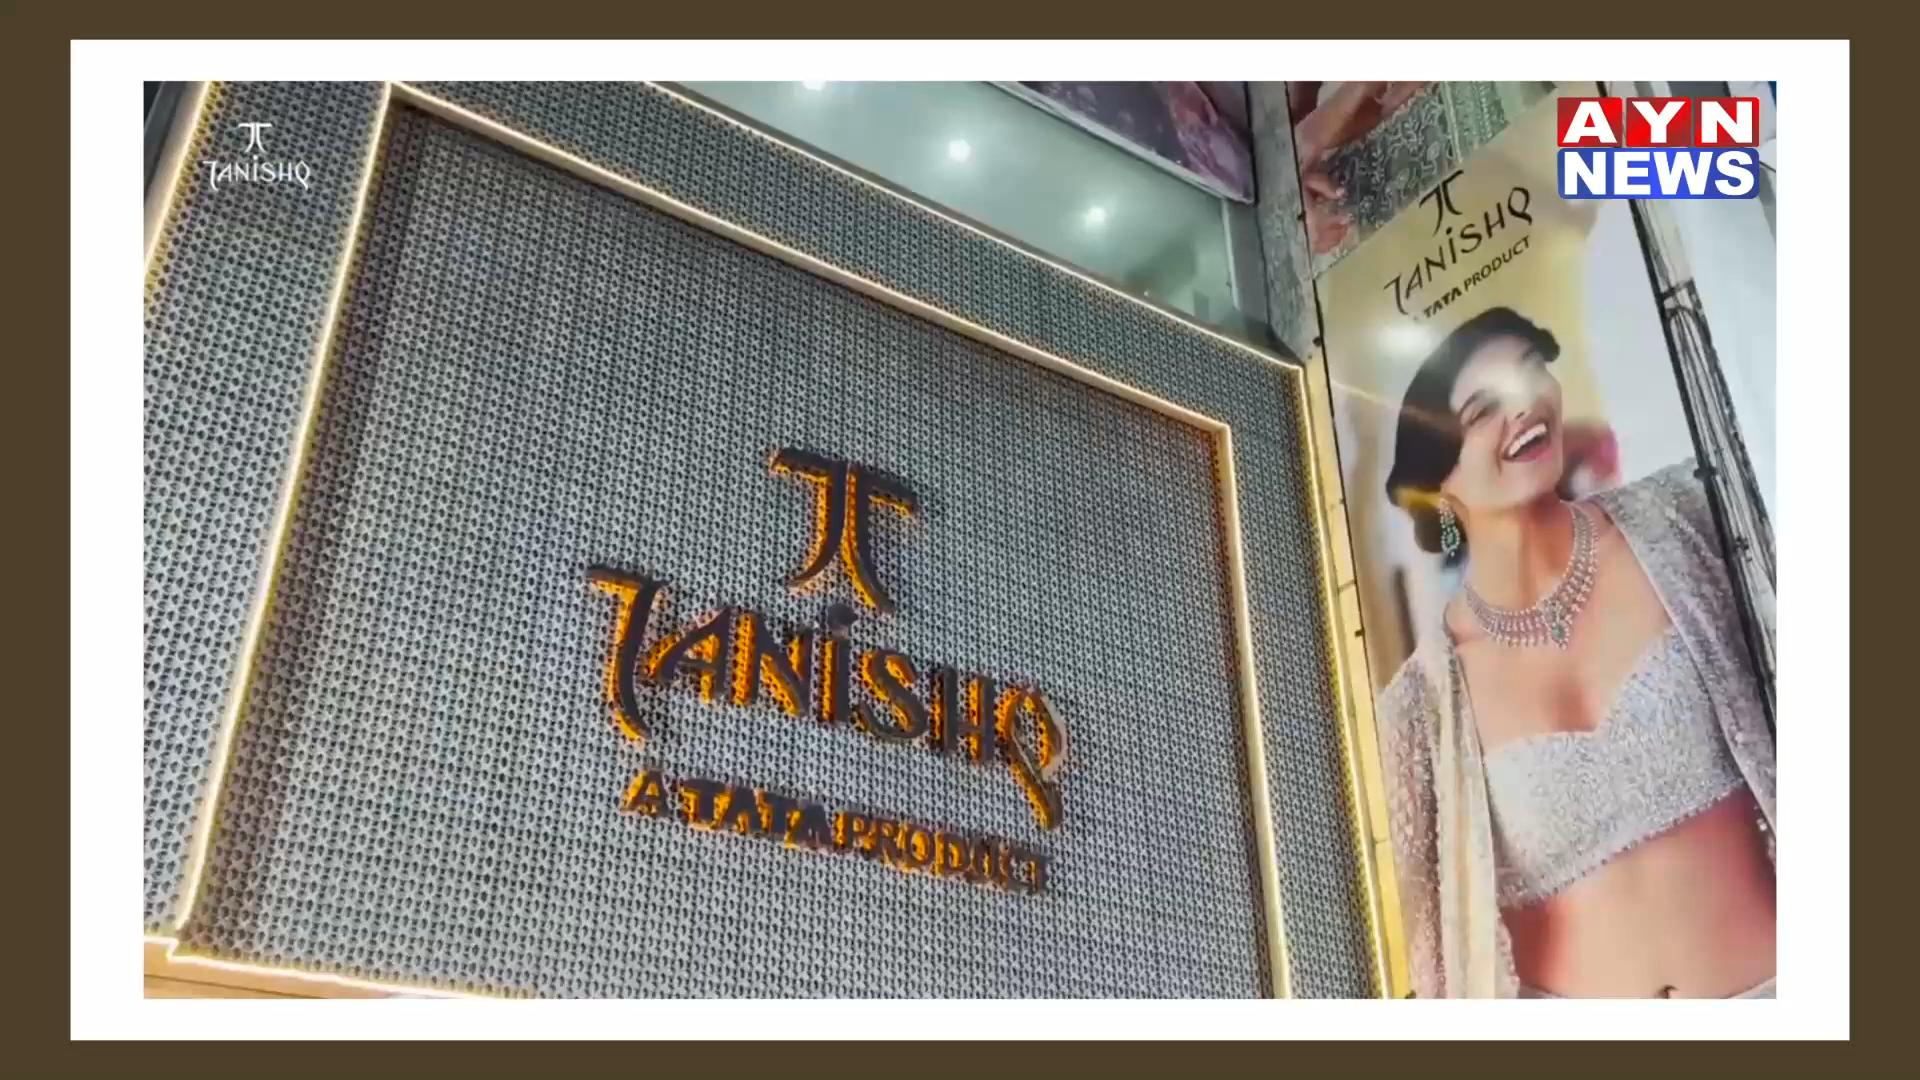 TANISHQ
AYN
NEWS
TANISHQ
A TATA PRODUCT
TANISHQ
A TATA PRODUCT